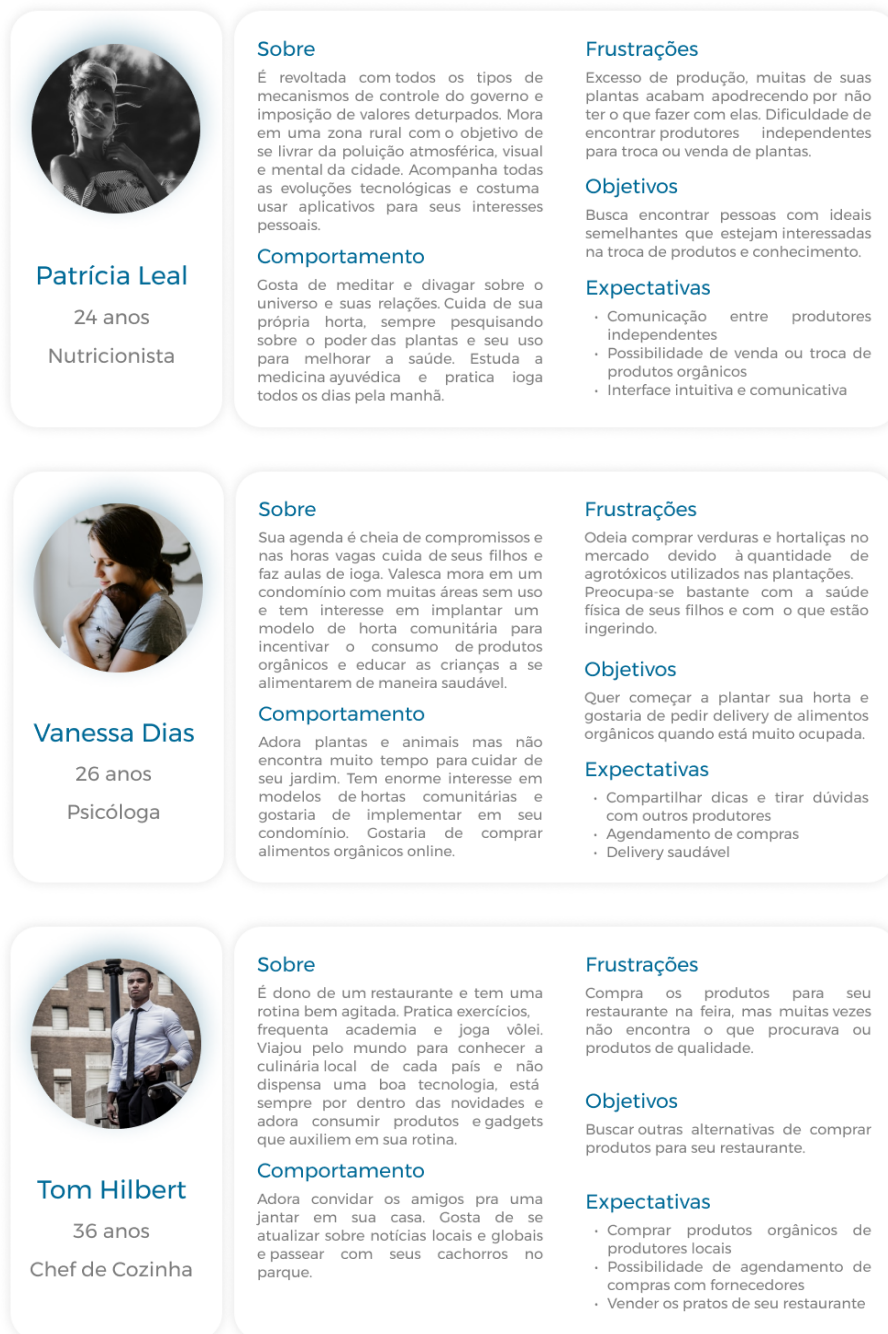 Patrícia Leal
24 anos
Nutricionista
Sobre
É revoltada com todos os tipos de
mecanismos de controle do governo e
imposição de valores deturpados. Mora
em uma zona rural com o objetivo de
se livrar da poluição atmosférica, visual
e mental da cidade. Acompanha todas
as evoluções tecnológicas e costuma
usar aplicativos para seus interesses
pessoais.
Comportamento
Gosta de meditar e divagar sobre o
universo e suas relações. Cuida de sua
própria horta, sempre pesquisando
sobre o poder das plantas e seu uso
para melhorar a saúde. Estuda a
medicina ayuvédica e pratica ioga
todos os dias pela manhã.
Frustrações
Excesso de produção, muitas de suas
plantas acabam apodrecendo por não
ter o que fazer com elas. Dificuldade de
encontrar produtores independentes
para troca ou venda de plantas.
Objetivos
Busca encontrar pessoas com ideais
semelhantes que estejam interessadas
na troca de produtos e conhecimento.
Expectativas
• Comunicação entre produtores
independentes
• Possibilidade de venda ou troca de
produtos orgânicos
• Interface intuitiva e comunicativa
Vanessa Dias
26 anos
Psicóloga
Sobre
Sua agenda é cheia de compromissos e
nas horas vagas cuida de seus filhos e
faz aulas de ioga. Valesca mora em um
condomínio com muitas áreas sem uso
e tem interesse em implantar um
modelo de horta comunitária para
incentivar o consumo de produtos
orgânicos e educar as crianças a se
alimentarem de maneira saudável.
Comportamento
Adora plantas e animais mas não
encontra muito tempo para cuidar de
seu jardim. Tem enorme interesse em
modelos de hortas comunitárias e
gostaria de implementar em seu
condomínio. Gostaria de comprar
alimentos orgânicos online.
Frustrações
Odeia comprar verduras e hortaliças no
mercado devido à quantidade de
agrotóxicos utilizados nas plantações.
Preocupa-se bastante com a saúde
física de seus filhos e com o que estão
ingerindo.
Objetivos
Quer começar a plantar sua horta e
gostaria de pedir delivery de alimentos
orgânicos quando está muito ocupada.
Expectativas
• Compartilhar dicas e tirar dúvidas
com outros produtores
• Agendamento de compras
• Delivery saudável
Tom Hilbert
36 anos
Chef de Cozinha
Sobre
É dono de um restaurante e tem uma
rotina bem agitada. Pratica exercícios,
frequenta academia e joga vôlei.
Viajou pelo mundo para conhecer a
culinária local de cada país e não
dispensa uma boa tecnologia, está
sempre por dentro das novidades e
adora consumir produtos e gadgets
que auxiliem em sua rotina.
Comportamento
Adora convidar os amigos pra uma
jantar em sua casa. Gosta de se
atualizar sobre notícias locais e globais
e passear com seus cachorros no
parque.
Frustrações
Compra os produtos para seu
restaurante na feira, mas muitas vezes
não encontra o que procurava ou
produtos de qualidade.
Objetivos
Buscar outras alternativas de comprar
produtos para seu restaurante.
Expectativas
• Comprar produtos orgânicos de
produtores locais
• Possibilidade de agendamento de
compras com fornecedores
• Vender os pratos de seu restaurante